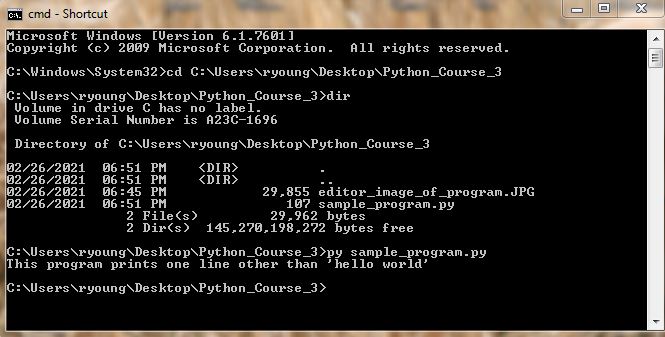 cmd - Shortcut
Microsoft Windows [Version 6.1.7601]
Copyright (c) 2009 Microsoft Corporation.  All rights reserved.
C:\Windows\System32>cd C:\Users\ryoung\Desktop\Python_Course_3
C:\Users\ryoung\Desktop\Python_Course_3>dir
 Volume in drive C has no label.
 Volume Serial Number is A23C-1696
 Directory of C:\Users\ryoung\Desktop\Python_Course_3
02/26/2021  06:51 PM    <DIR>          .
02/26/2021  06:51 PM    <DIR>          ..
02/26/2021  06:45 PM            29,855 editor_image_of_program.JPG
02/26/2021  06:51 PM               107 sample_program.py
               2 File(s)         29,962 bytes
               2 Dir(s)  145,270,198,272 bytes free
C:\Users\ryoung\Desktop\Python_Course_3>py sample_program.py
This program prints one line other than 'hello world'
C:\Users\ryoung\Desktop\Python_Course_3>